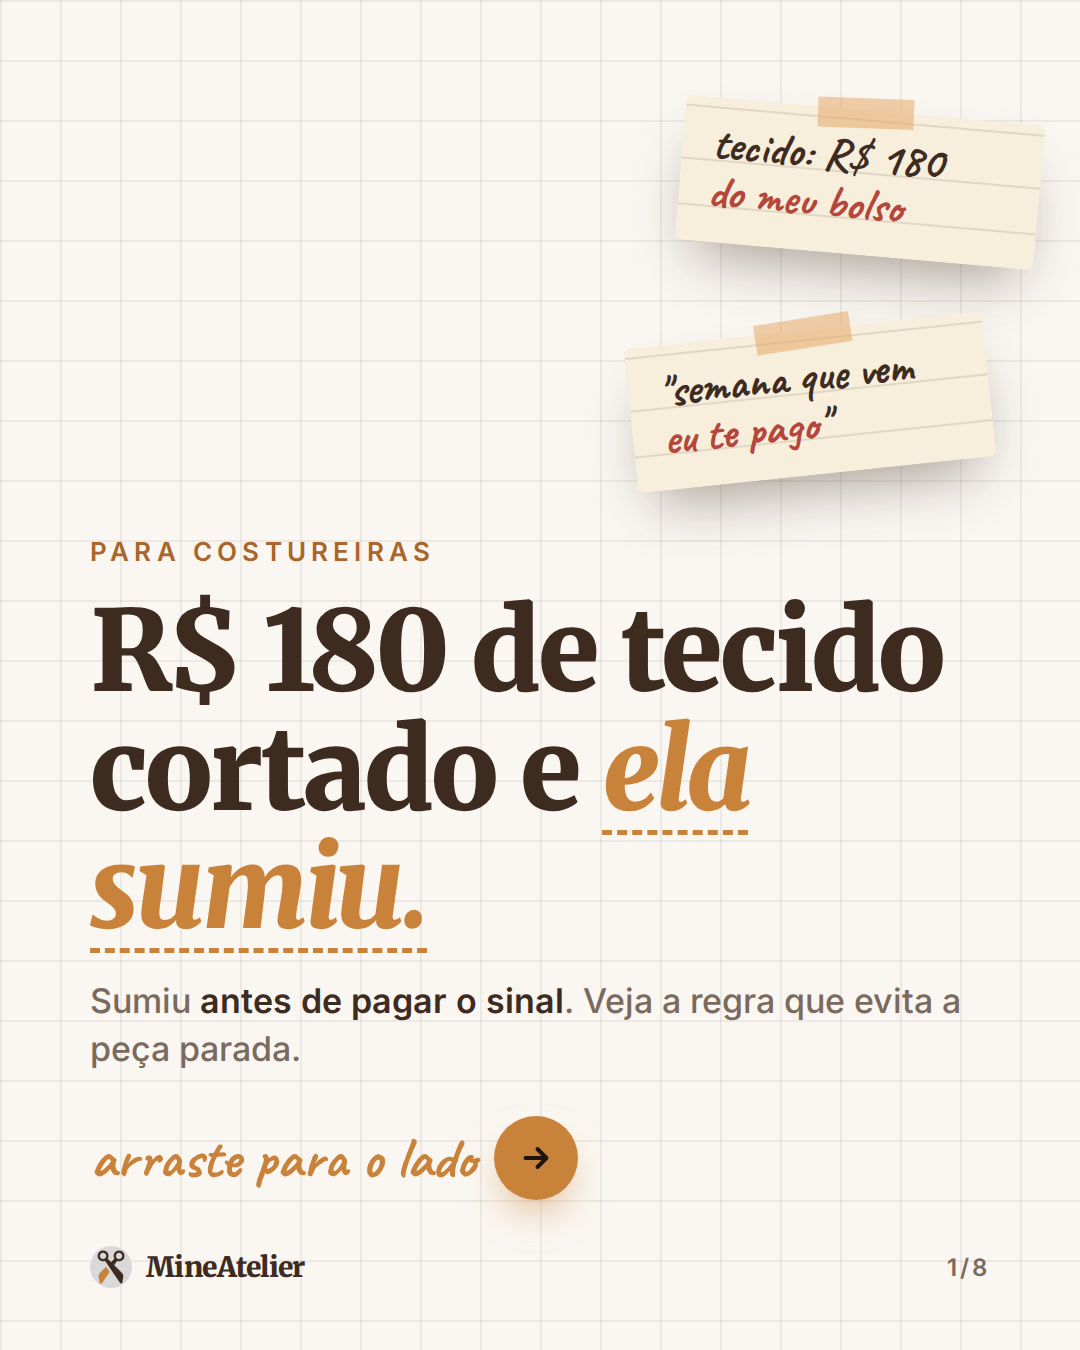 tecido: R$ 180
do meu bolso
"semana que vem
eu te pago"
PARA COSTUREIRAS
R$ 180 de tecido
cortado e ela
sumiu.
Sumiu antes de pagar o sinal. Veja a regra que evita a
peça parada.
arraste para o lado
MineAtelier
1/8